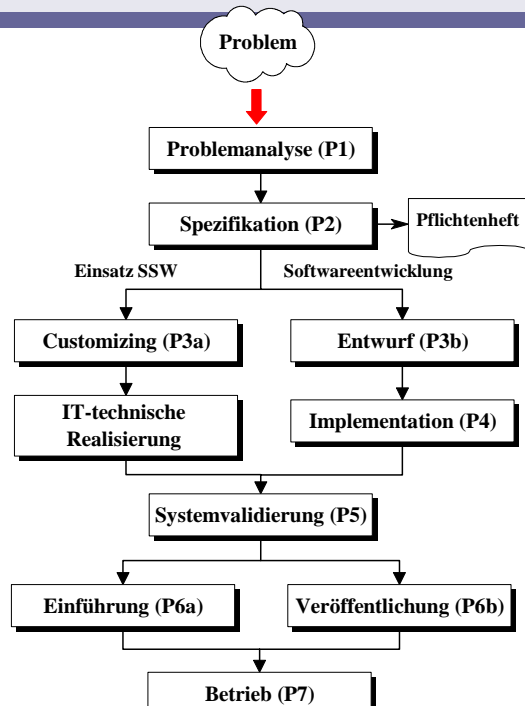 Problem
Problemanalyse (P1)
Spezifikation (P2)
Pflichtenheft
Einsatz SSW
Softwareentwicklung
Customizing (P3a)
Entwurf (P3b)
IT-technische
Realisierung
Implementation (P4)
Systemvalidierung (P5)
Einführung (P6a)
Veröffentlichung (P6b)
Betrieb (P7)